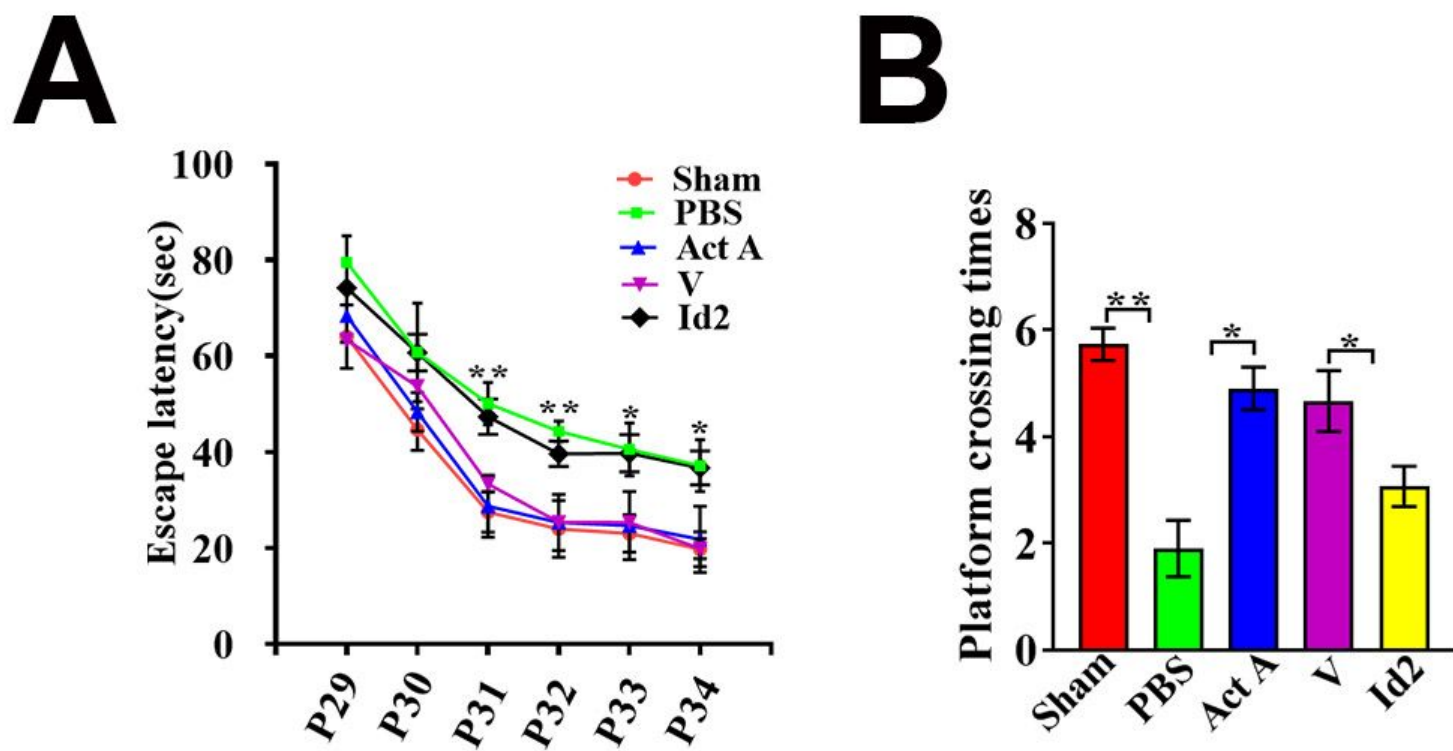 A
B
100
80
60
40
20
0
Escape latency(sec)
Sham
PBS
Act A
V
Id2
**
**
*
*
P29
P30
P31
P32
P33
P34
8
6
4
2
0
Platform crossing times
**
*
*
Sham
PBS
Act A
V
Id2